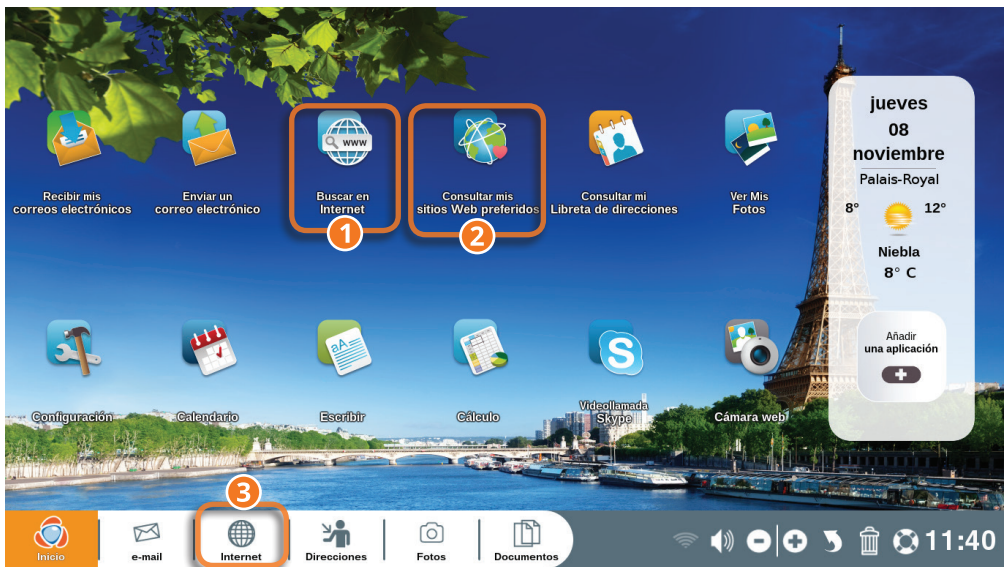 Recibir mis
correos electrónicos
Enviar un
correo electrónico
www
Buscar en
Internet
1
Consultar mis
sitios Web preferidos
2
Consultar mi
Libreta de direcciones
Ver Mis
Fotos
jueves
08
noviembre
Palais-Royal
8°
12°
Niebla
8° C
Añadir
una aplicación
Configuración
Calendario
aA
Escribir
Cálculo
S
Videollamada
Skype
Cámara web
3
Inicio
e-mail
Internet
Direcciones
Fotos
Documentos
11:40